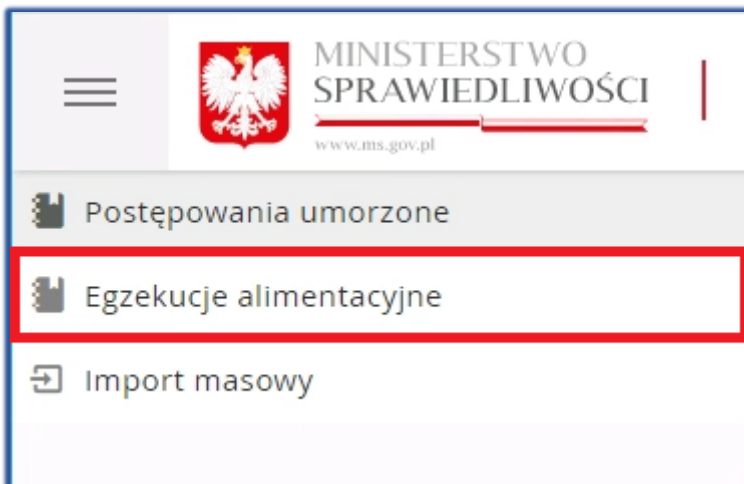 MINISTERSTWO
SPRAWIEDLIWOŚCI
www.ms.gov.pl
Postępowania umorzone
Egzekucje alimentacyjne
Import masowy